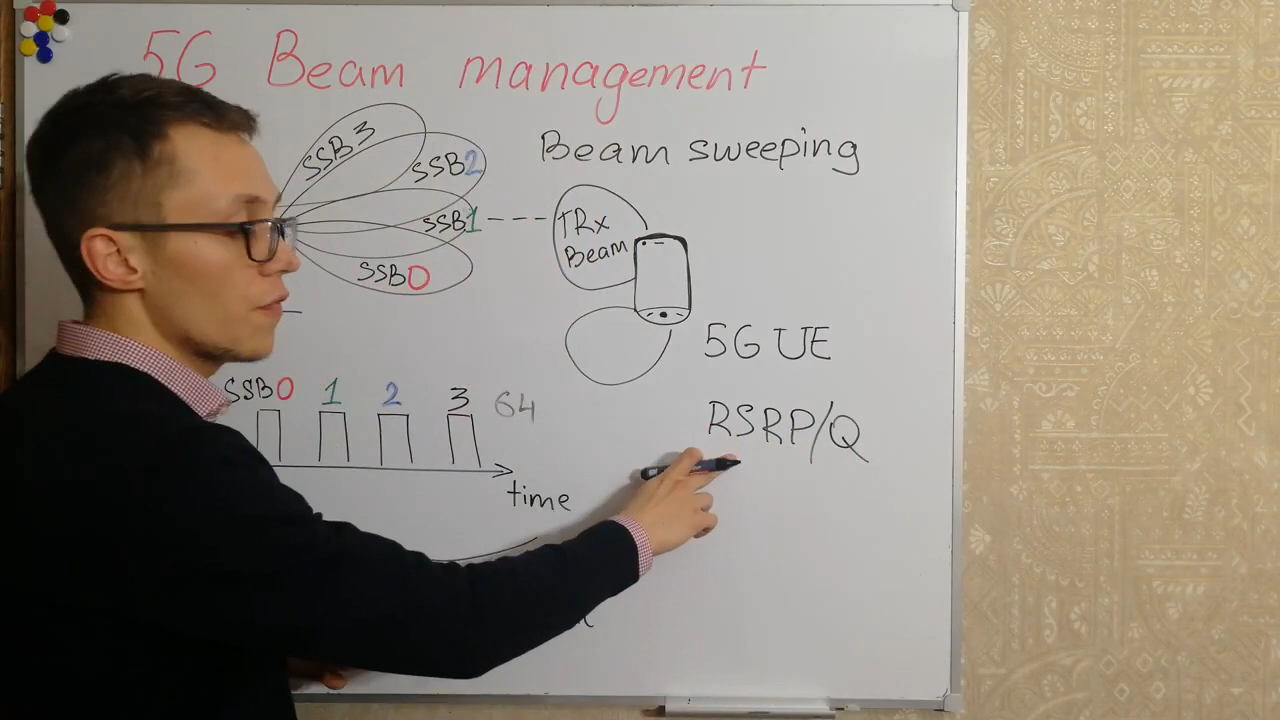 5G Beam management
Beam sweeping
SSB3
SSB2
SSB1
SSB0
TRx
Beam
5G UE
SSB0 1 2 3 64
time
RSRP/Q